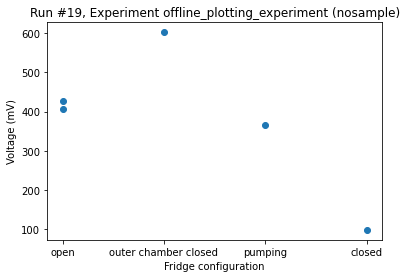 Run #19, Experiment offline_plotting_experiment (nosample)
600
500
400
300
200
100
Voltage (mV)
open outer chamber closed pumping closed
Fridge configuration